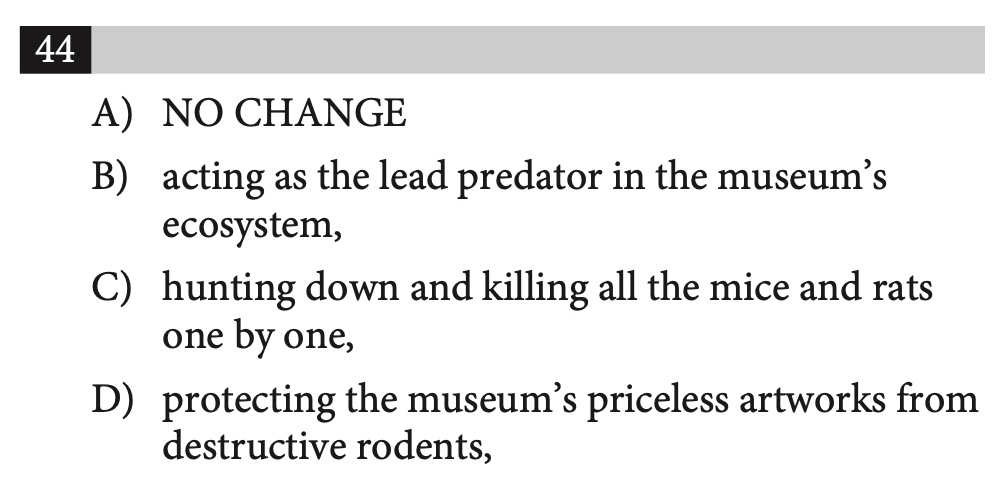 44
A) NO CHANGE
B) acting as the lead predator in the museum’s
ecosystem,
C) hunting down and killing all the mice and rats
one by one,
D) protecting the museum’s priceless artworks from
destructive rodents,